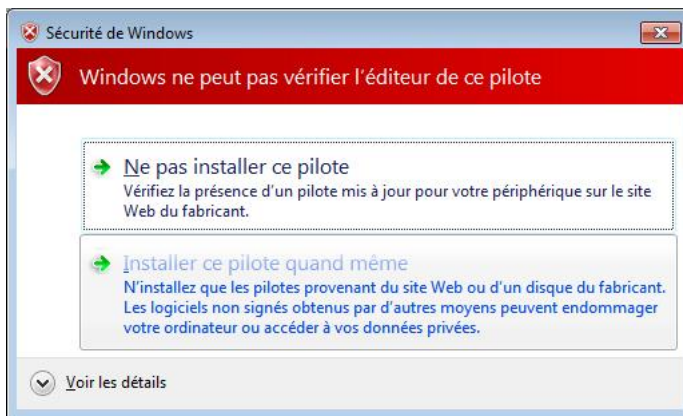 Sécurité de Windows
Windows ne peut pas vérifier l'éditeur de ce pilote
Ne pas installer ce pilote
Vérifiez la présence d'un pilote mis à jour pour votre périphérique sur le site
Web du fabricant.
Installer ce pilote quand même
N'installez que les pilotes provenant du site Web ou d'un disque du fabricant.
Les logiciels non signés obtenus par d'autres moyens peuvent endommager
votre ordinateur ou accéder à vos données privées.
Voir les détails